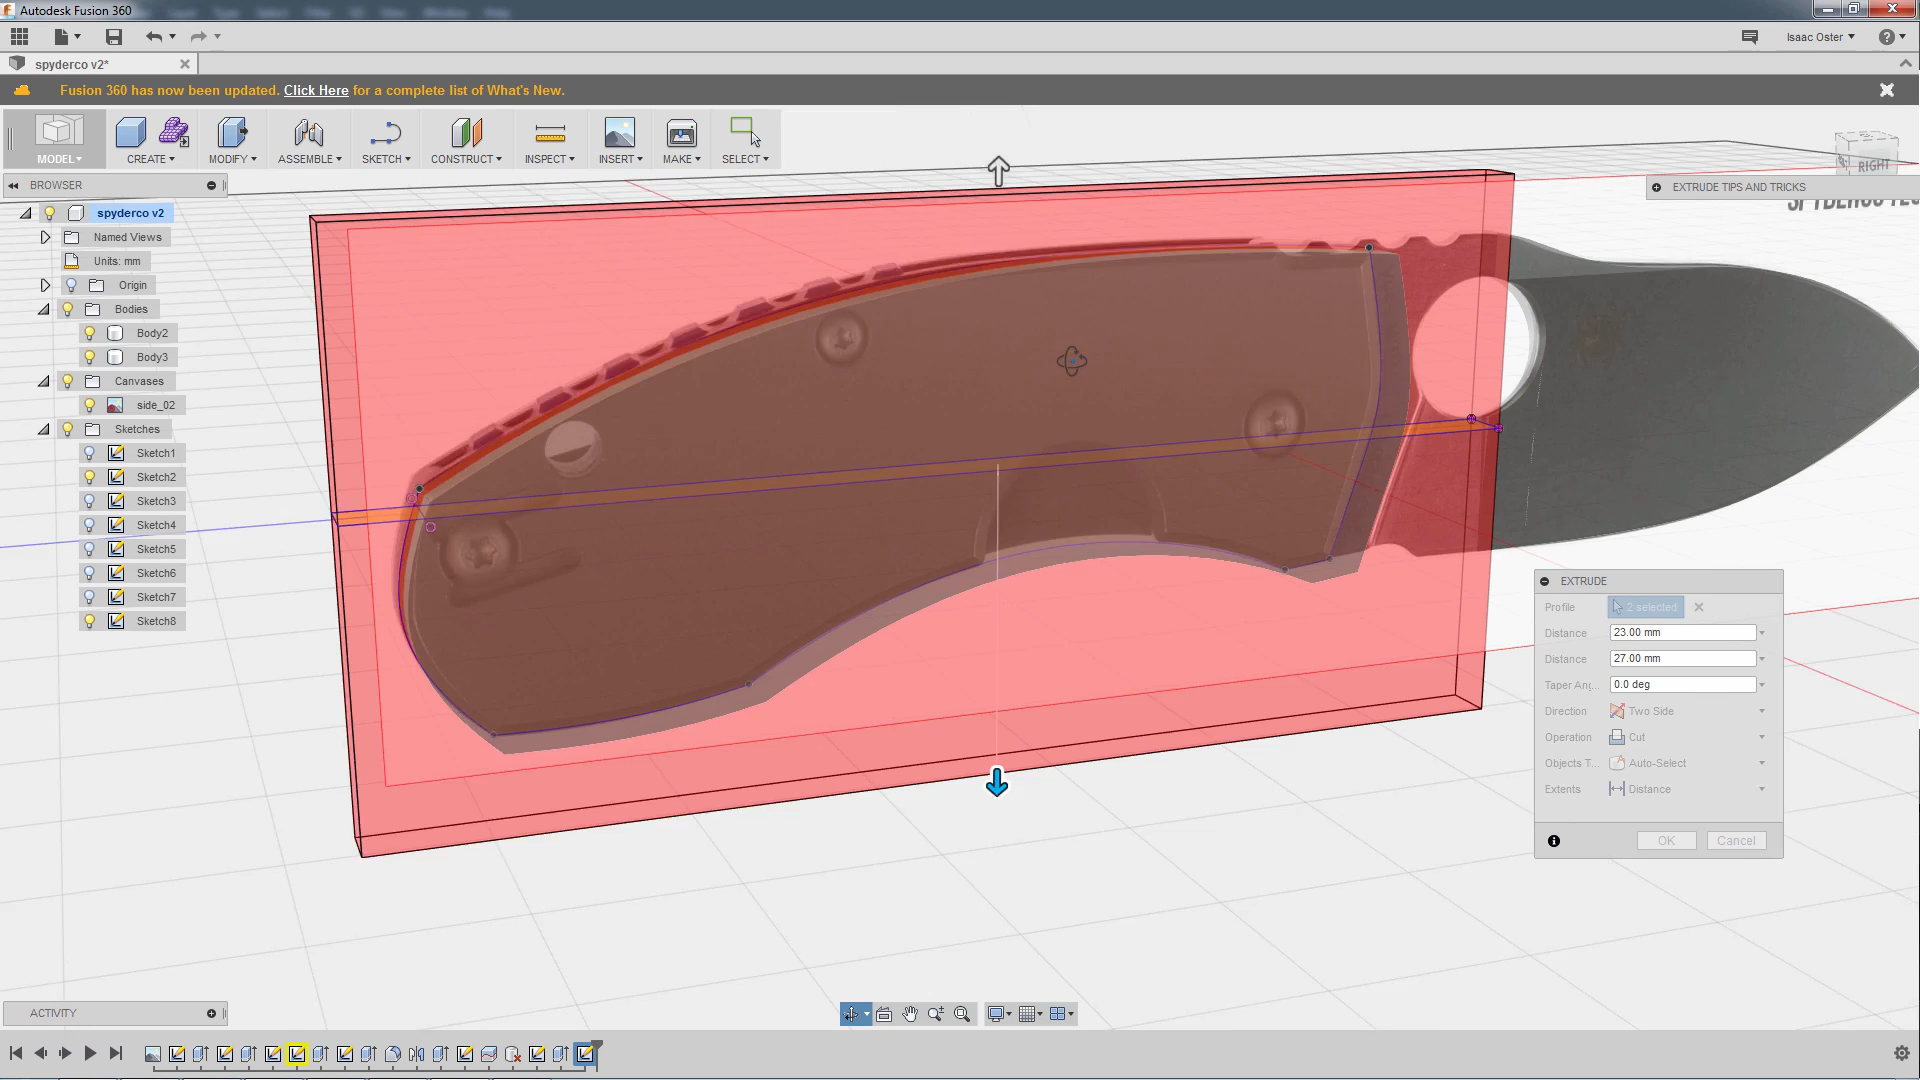 Autodesk Fusion 360
Isaac Oster
spyderco v2*
Fusion 360 has now been updated. Click Here for a complete list of What's New.
MODEL
CREATE
MODIFY
ASSEMBLE
SKETCH
CONSTRUCT
INSPECT
INSERT
MAKE
SELECT
RIGHT
BROWSER
EXTRUDE TIPS AND TRICKS
spyderco v2
Named Views
Units: mm
Origin
Bodies
Body2
Body3
Canvases
side_02
Sketches
Sketch1
Sketch2
Sketch3
Sketch4
Sketch5
Sketch6
Sketch7
Sketch8
EXTRUDE
Profile 2 selected
Distance 23.00 mm
Distance 27.00 mm
Taper Ang... 0.0 deg
Direction Two Side
Operation Cut
Objects T... Auto-Select
Extents Distance
OK Cancel
ACTIVITY